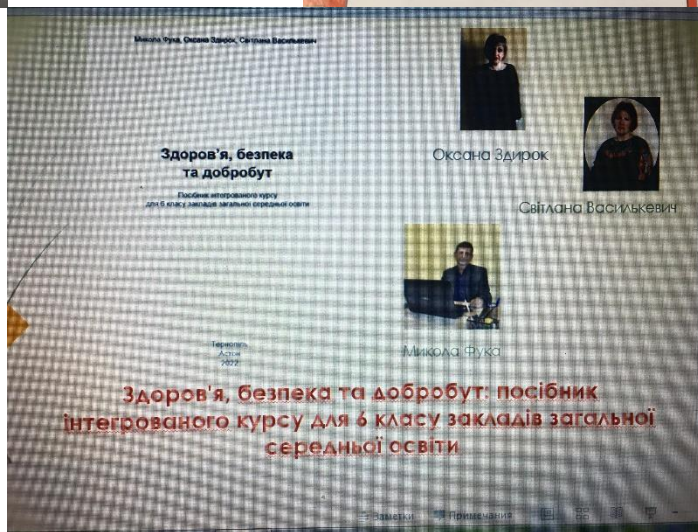 Микола Фука, Оксана Здирок, Світлана Василькевич
Здоров'я, безпека
та добробут
Посібник інтегрованого курсу
для 6 класу закладів загальної середньої освіти
Тернопіль
Астон
2022
Оксана Здирок
Світлана Василькевич
Микола Фука
Здоров'я, безпека та добробут: посібник
інтегрованого курсу для 6 класу закладів загальної
середньої освіти
Заметки Примечания